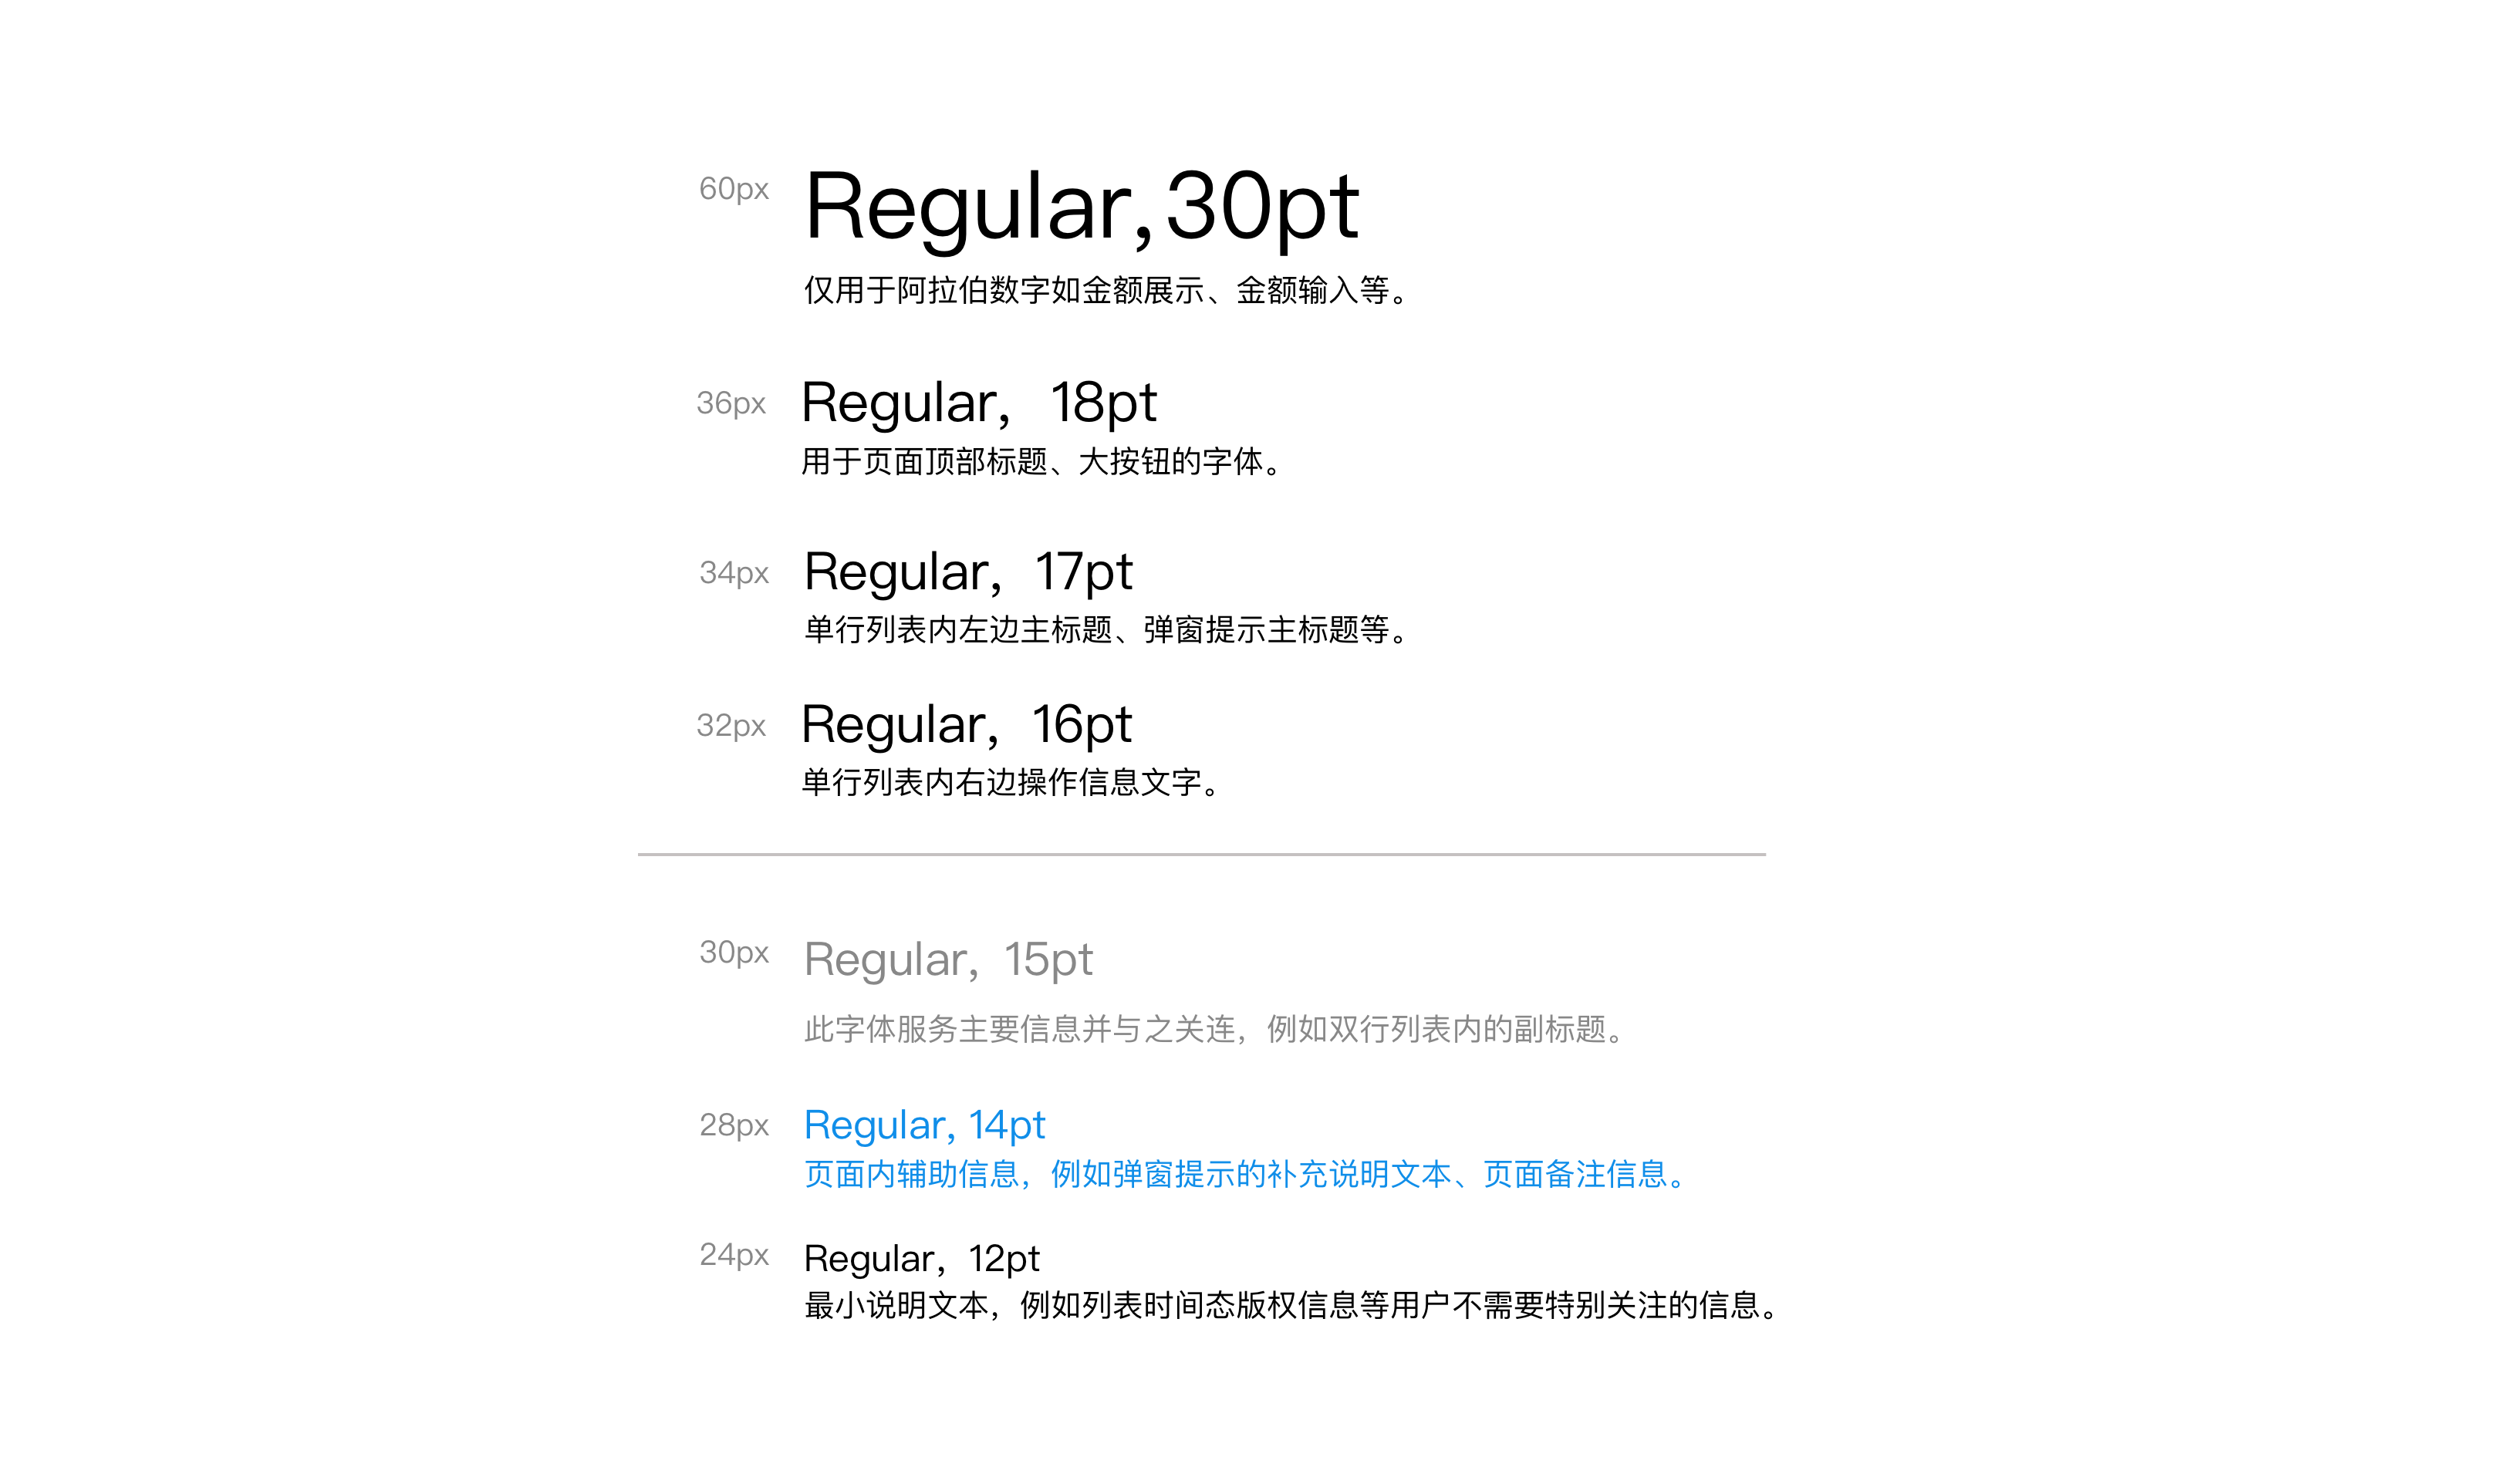 60px Regular,30pt
仅用于阿拉伯数字如金额展示、金额输入等。
36px Regular，18pt
用于页面顶部标题、大按钮的字体。
34px Regular，17pt
单行列表内左边主标题、弹窗提示主标题等。
32px Regular，16pt
单行列表内右边操作信息文字。
30px Regular，15pt
此字体服务主要信息并与之关连，例如双行列表内的副标题。
28px Regular, 14pt
页面内辅助信息，例如弹窗提示的补充说明文本、页面备注信息。
24px Regular，12pt
最小说明文本，例如列表时间态版权信息等用户不需要特别关注的信息。